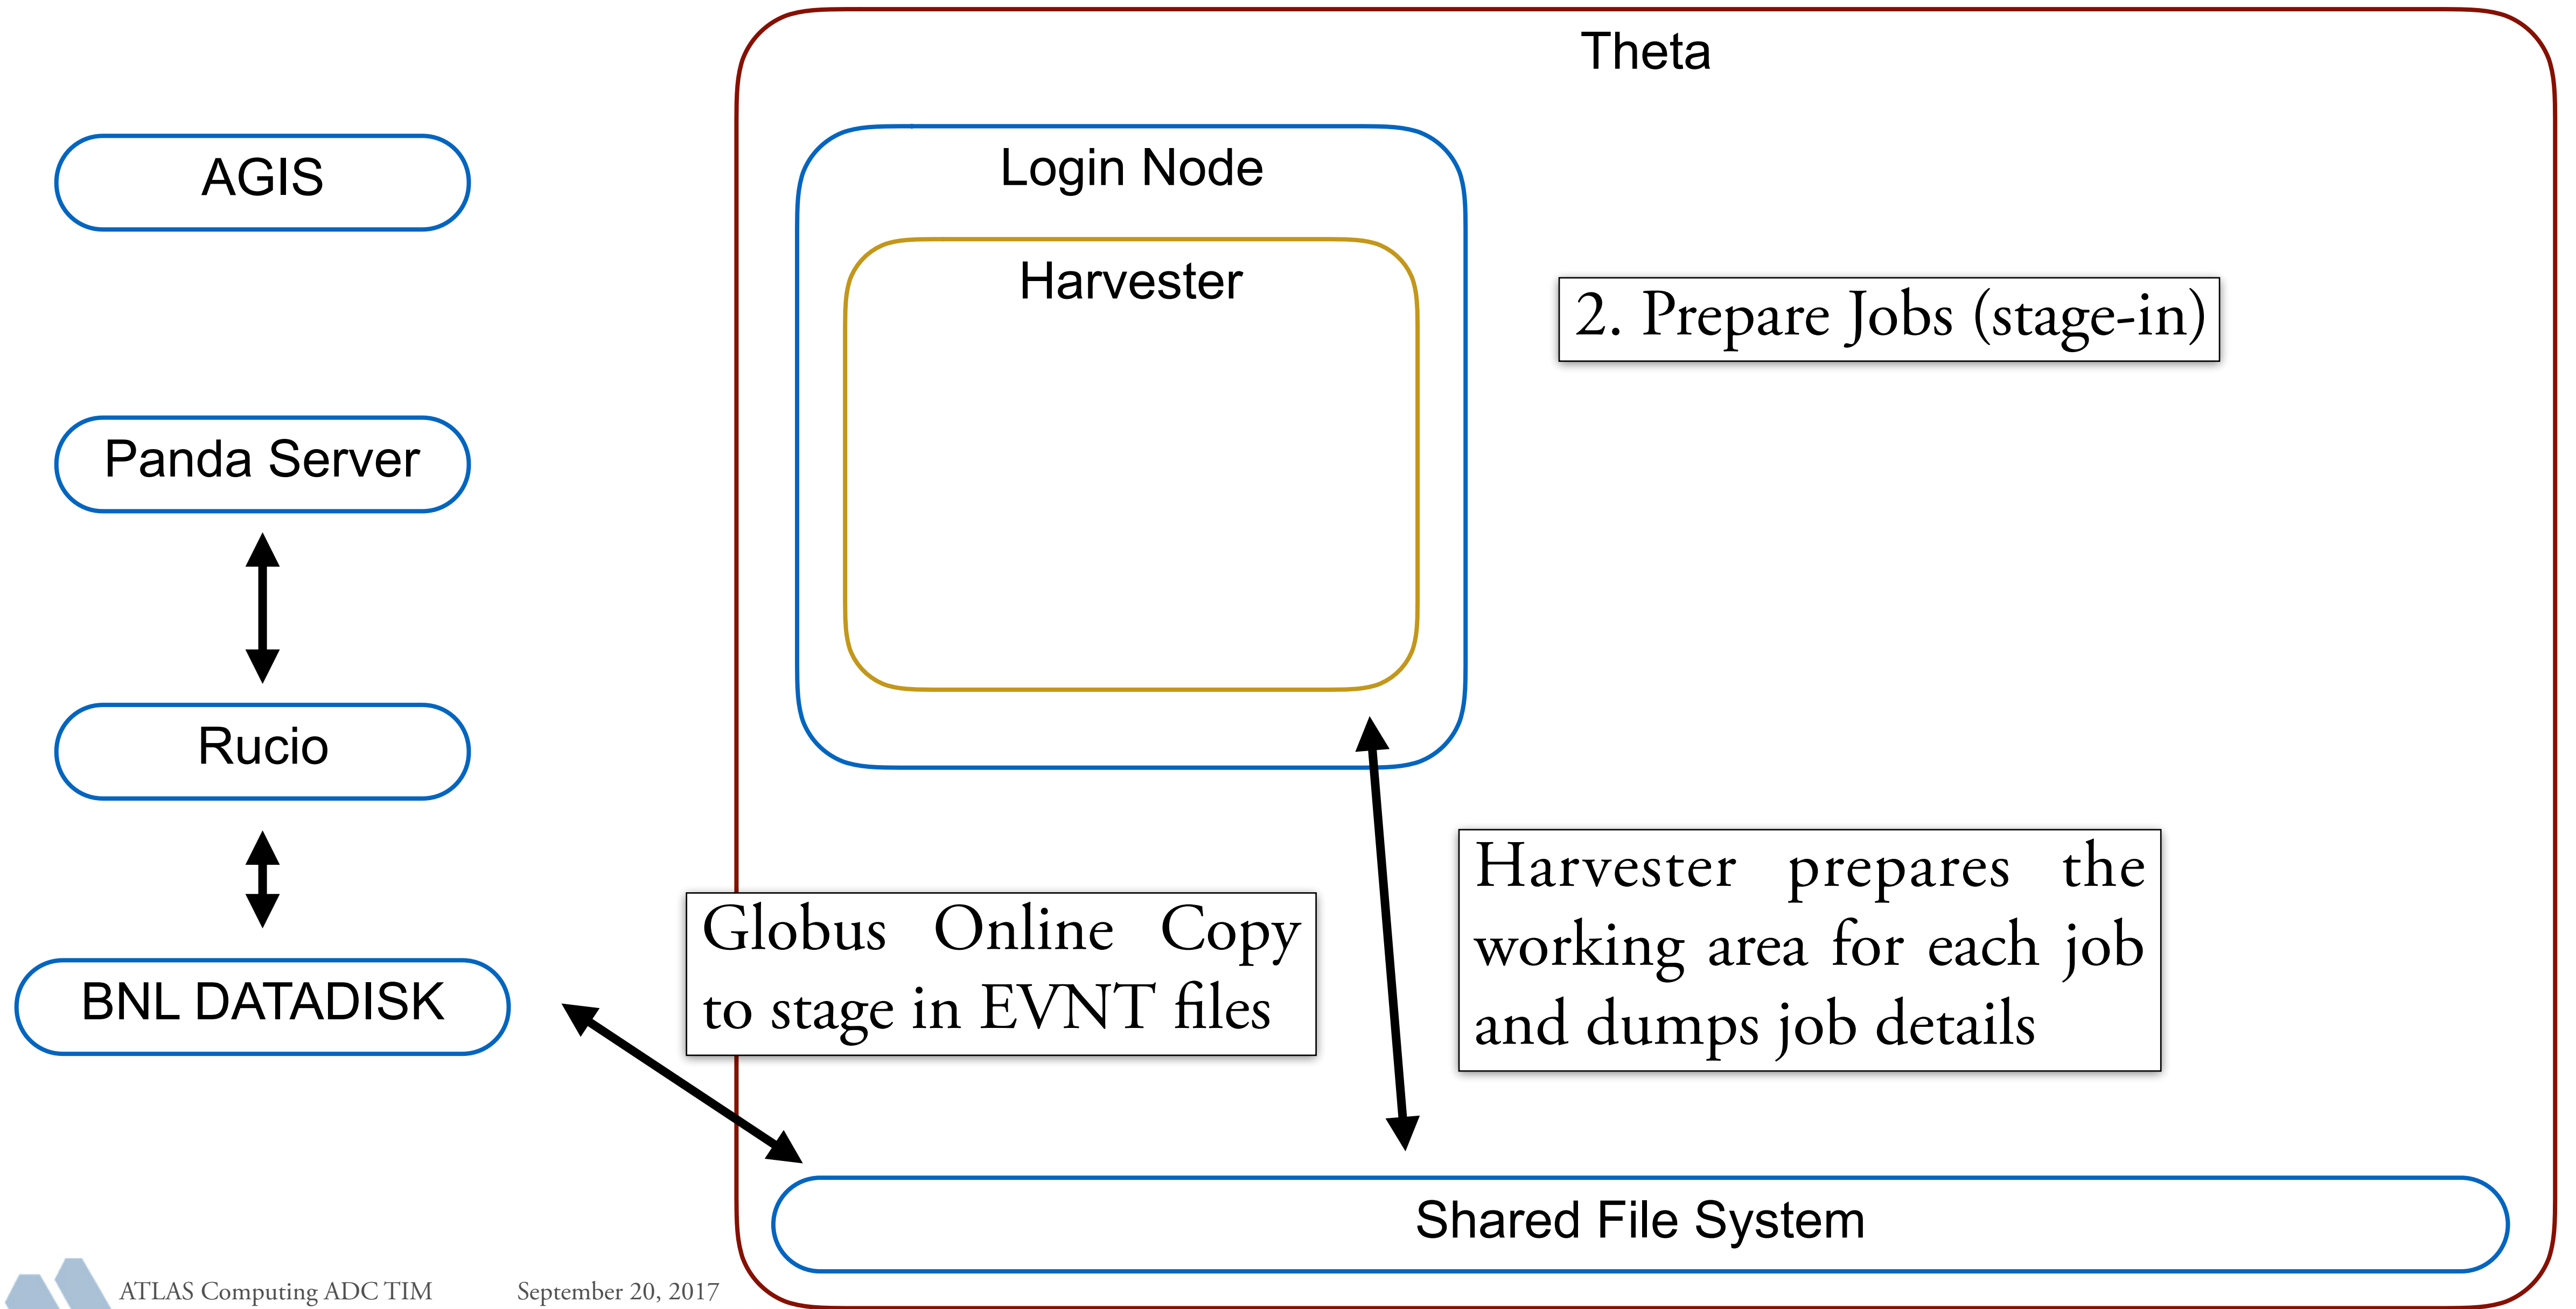 Theta
AGIS
Login Node
Harvester
2. Prepare Jobs (stage-in)
Panda Server
Rucio
Harvester prepares the
working area for each job
and dumps job details
Globus Online Copy
to stage in EVNT files
BNL DATADISK
Shared File System
ATLAS Computing ADC TIM
September 20, 2017